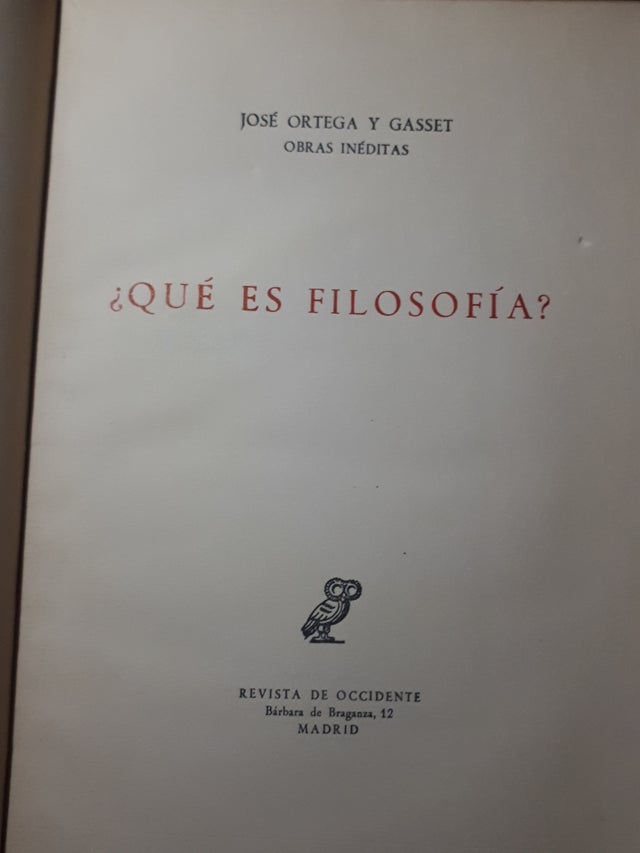 JOSÉ ORTEGA Y GASSET
OBRAS INÉDITAS
¿QUÉ ES FILOSOFÍA?
REVISTA DE OCCIDENTE
Bárbara de Braganza, 12
MADRID